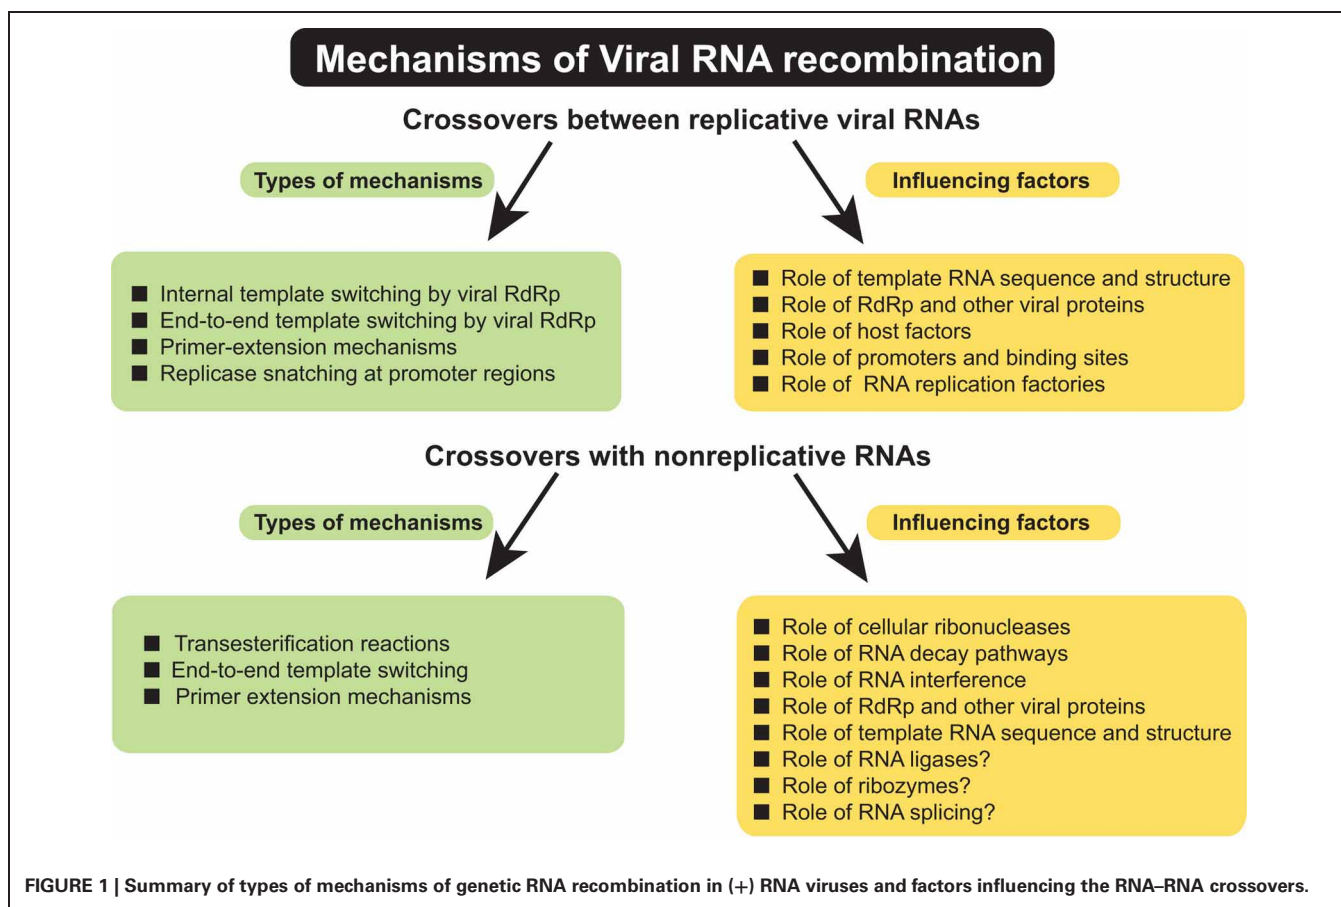 Mechanisms of Viral RNA recombination
Crossovers between replicative viral RNAs
Types of mechanisms
Influencing factors
■ Internal template switching by viral RdRp
■ End-to-end template switching by viral RdRp
■ Primer-extension mechanisms
■ Replicase snatching at promoter regions
■ Role of template RNA sequence and structure
■ Role of RdRp and other viral proteins
■ Role of host factors
■ Role of promoters and binding sites
■ Role of RNA replication factories
Crossovers with nonreplicative RNAs
Types of mechanisms
Influencing factors
■ Transesterification reactions
■ End-to-end template switching
■ Primer extension mechanisms
■ Role of cellular ribonucleases
■ Role of RNA decay pathways
■ Role of RNA interference
■ Role of RdRp and other viral proteins
■ Role of template RNA sequence and structure
■ Role of RNA ligases?
■ Role of ribozymes?
■ Role of RNA splicing?
FIGURE 1 | Summary of types of mechanisms of genetic RNA recombination in (+) RNA viruses and factors influencing the RNA–RNA crossovers.